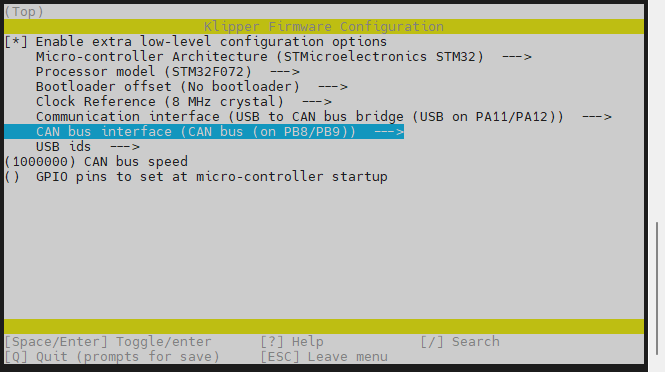 (Top)
Klipper Firmware Configuration
[*] Enable extra low-level configuration options
Micro-controller Architecture (STMicroelectronics STM32)  --->
Processor model (STM32F072)  --->
Bootloader offset (No bootloader)  --->
Clock Reference (8 MHz crystal)  --->
Communication interface (USB to CAN bus bridge (USB on PA11/PA12))  --->
CAN bus interface (CAN bus (on PB8/PB9))  --->
USB ids  --->
(1000000) CAN bus speed
()  GPIO pins to set at micro-controller startup
[Space/Enter] Toggle/enter [?] Help [/] Search
[Q] Quit (prompts for save) [ESC] Leave menu